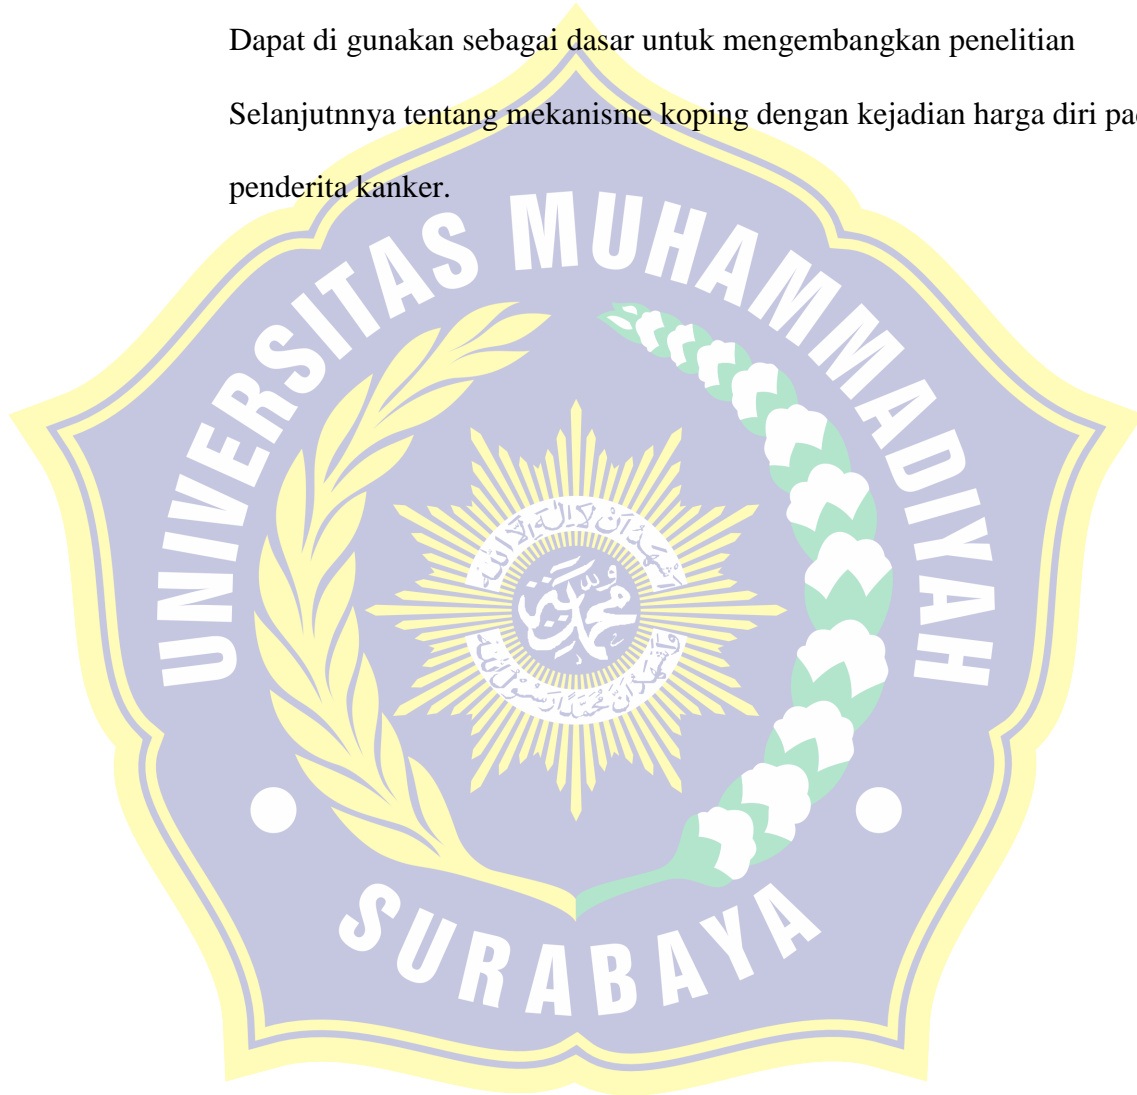 Dapat di gunakan sebagai dasar untuk mengembangkan penelitian
Selanjutnnya tentang mekanisme koping dengan kejadian harga diri
penderita kanker.
UNIVERSITAS MUHAMMADIYAH
محمد
SURABAYA